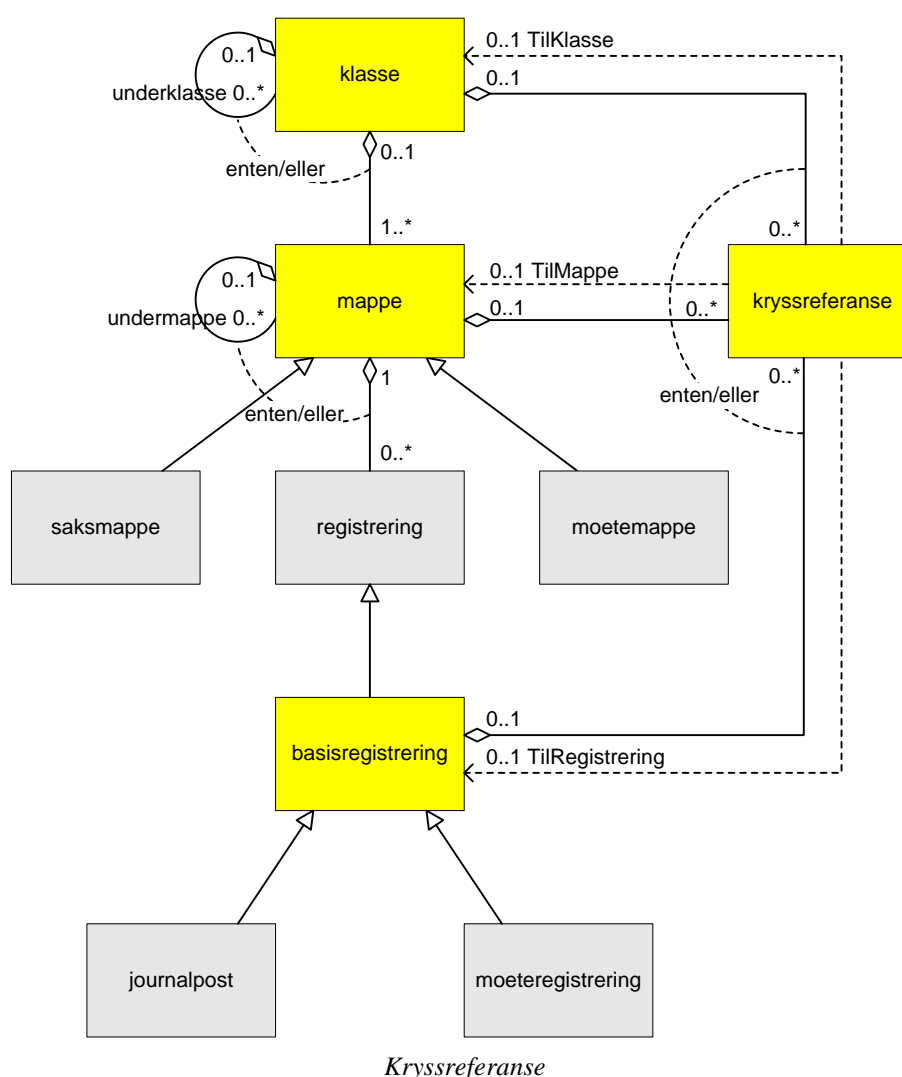 0..1 TilKlasse
0..1
klasse
0..1
underklasse 0..*
0..1
enten/eller
1..*
0..*
0..1
0..1 TilMappe
mappe
kryssreferanse
undermappe 0..*
0..1
0..*
1
0..*
enten/eller
enten/eller
0..*
saksmappe
registrering
moetemappe
0..1
basisregistrering
0..1 TilRegistrering
journalpost
moeteregistrering
Kryssreferanse